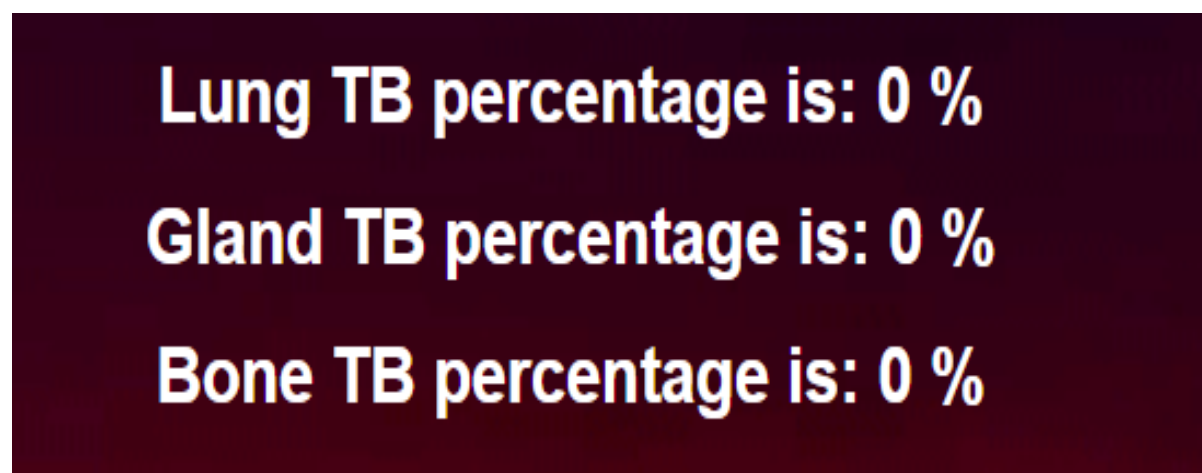 Lung TB percentage is: 0 %
Gland TB percentage is: 0 %
Bone TB percentage is: 0 %